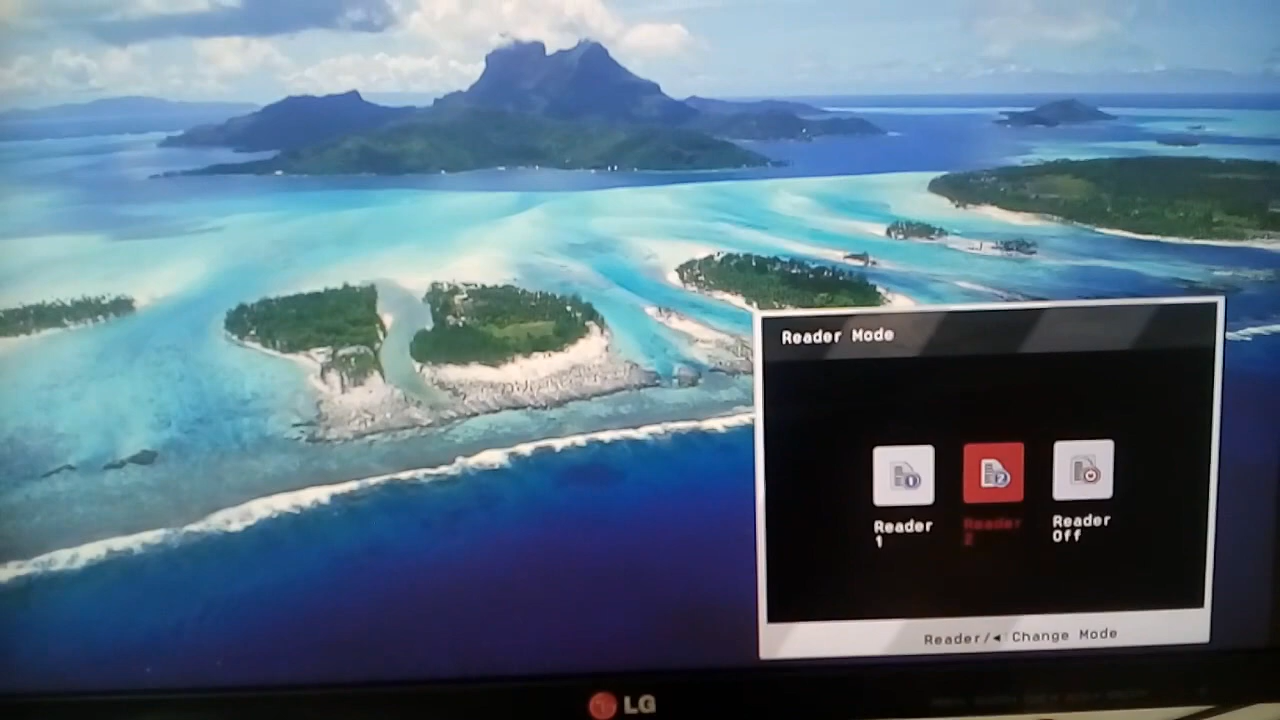 Reader Mode
Reader
1
Reader
2
Reader
Off
Reader/◄ Change Mode
LG